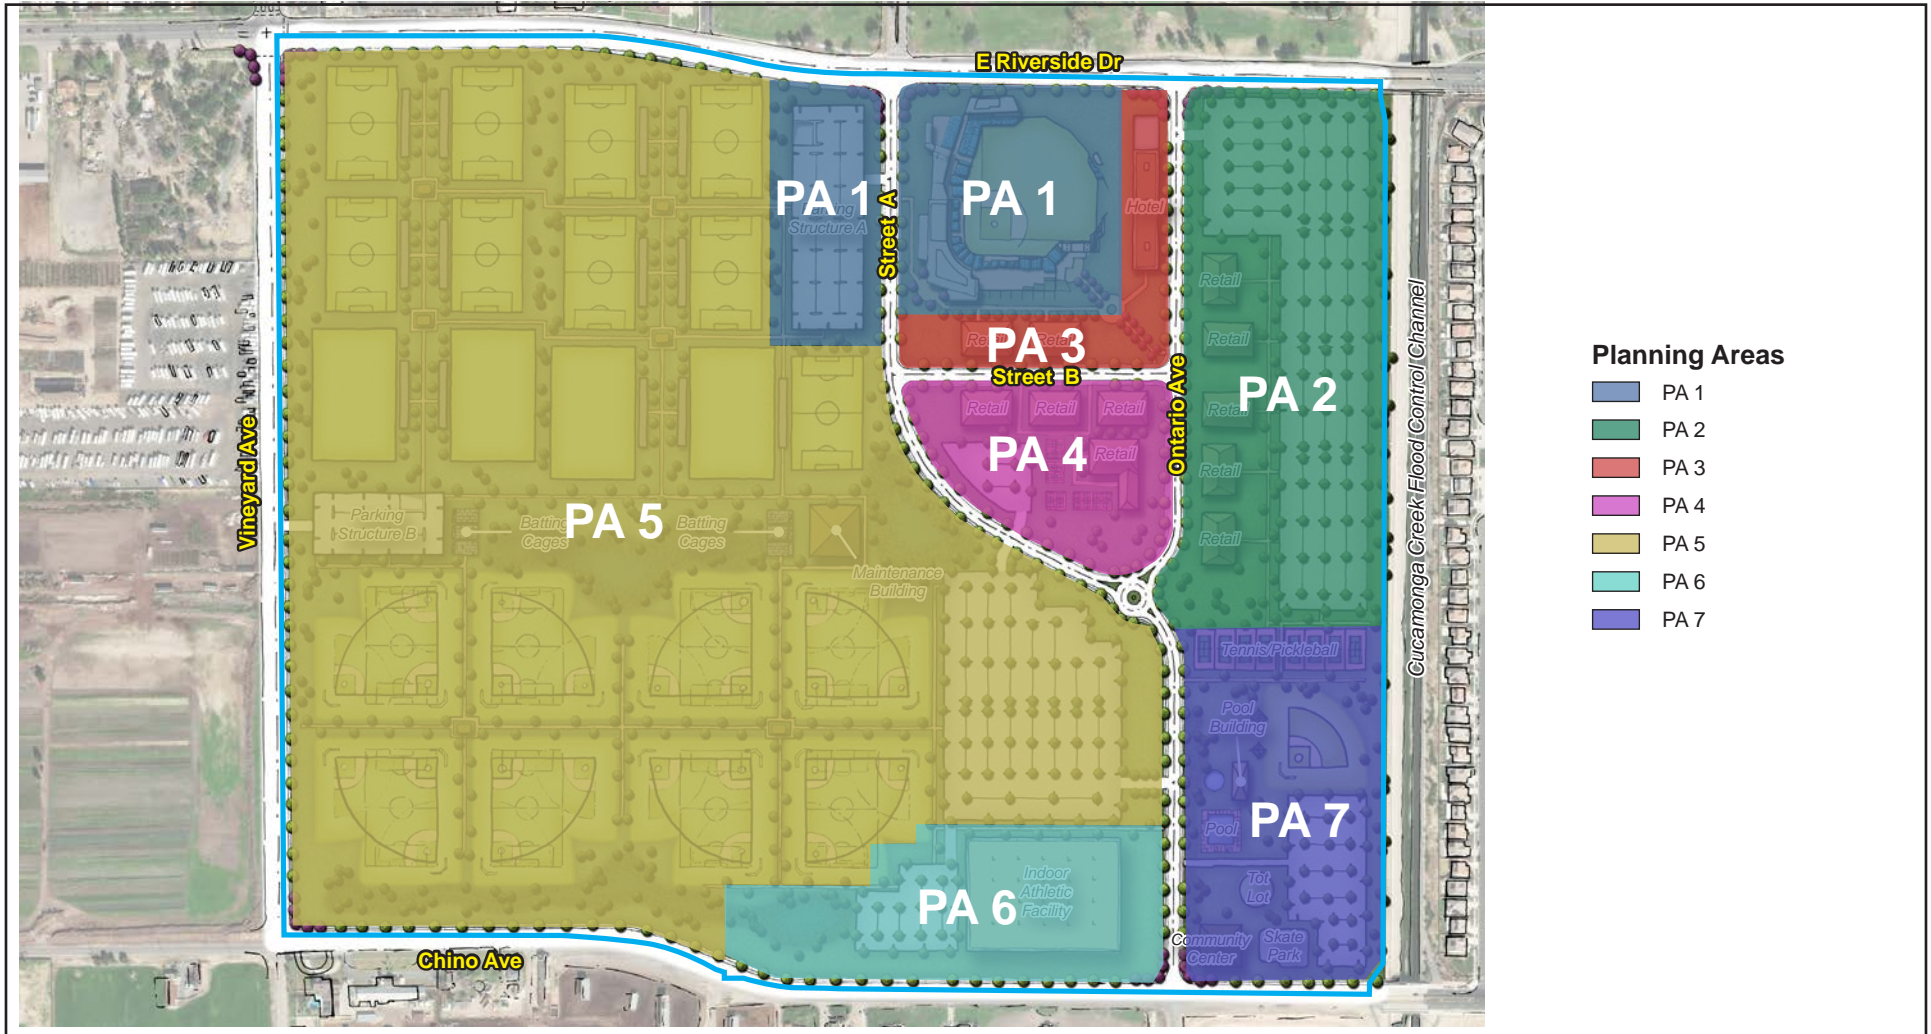 E Riverside Dr
PA 1
Parking
Structure A
Street A
PA 1
Hotel
Retail
Retail
PA 3
Street B
Retail
Retail
Retail
PA 2
Retail
Retail
Retail
Retail
Retail
PA 4
Retail
Ontario Ave
Cucamonga Creek Flood Control Channel
Vineyard Ave
Parking
Structure B
Batting
Cages
PA 5
Batting
Cages
Maintenance
Building
Tennis/Pickleball
Pool
Building
Pool
PA 7
Tot
Lot
Indoor
Athletic
Facility
PA 6
Community
Center
Skate
Park
Chino Ave
Planning Areas
PA 1
PA 2
PA 3
PA 4
PA 5
PA 6
PA 7